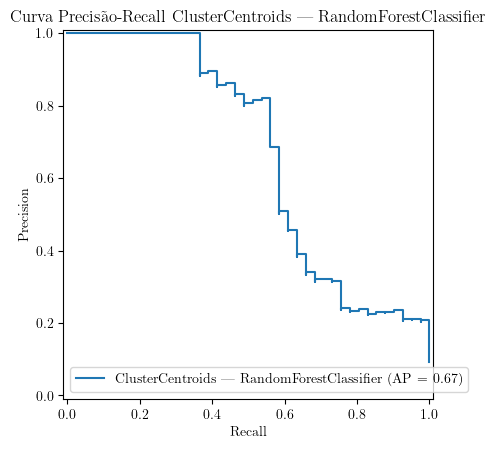 Curva Precisão-Recall ClusterCentroids — RandomForestClassifier
1.0
0.8
0.6
0.4
0.2
0.0
Precision
ClusterCentroids — RandomForestClassifier (AP = 0.67)
0.0 0.2 0.4 0.6 0.8 1.0
Recall